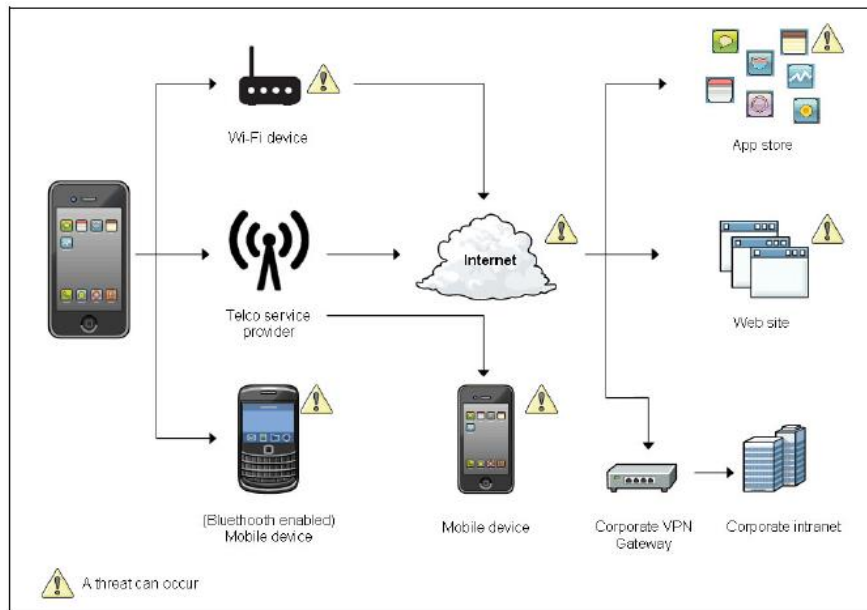 Wi-Fi device
App store
Internet
Telco service
provider
Web site
(Bluethooth enabled)
Mobile device
Mobile device
Corporate VPN
Gateway
Corporate intranet
A threat can occur